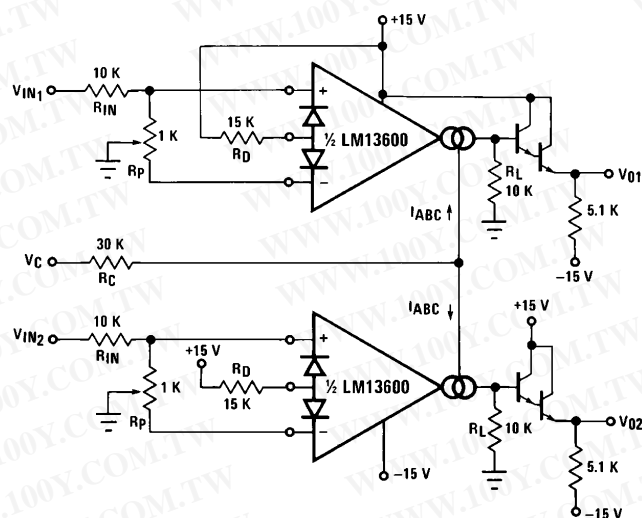 +15 V
VIN1
10 K
RIN
1 K
RP
15 K
RD
+
½ LM13600
−
RL
10 K
VO1
5.1 K
−15 V
IABC ↑
VC
30 K
RC
IABC ↓
VIN2
10 K
RIN
1 K
RP
+15 V
RD
15 K
+
½ LM13600
−
−15 V
+15 V
RL
10 K
VO2
5.1 K
−15 V
WWW.100Y.COM.TW